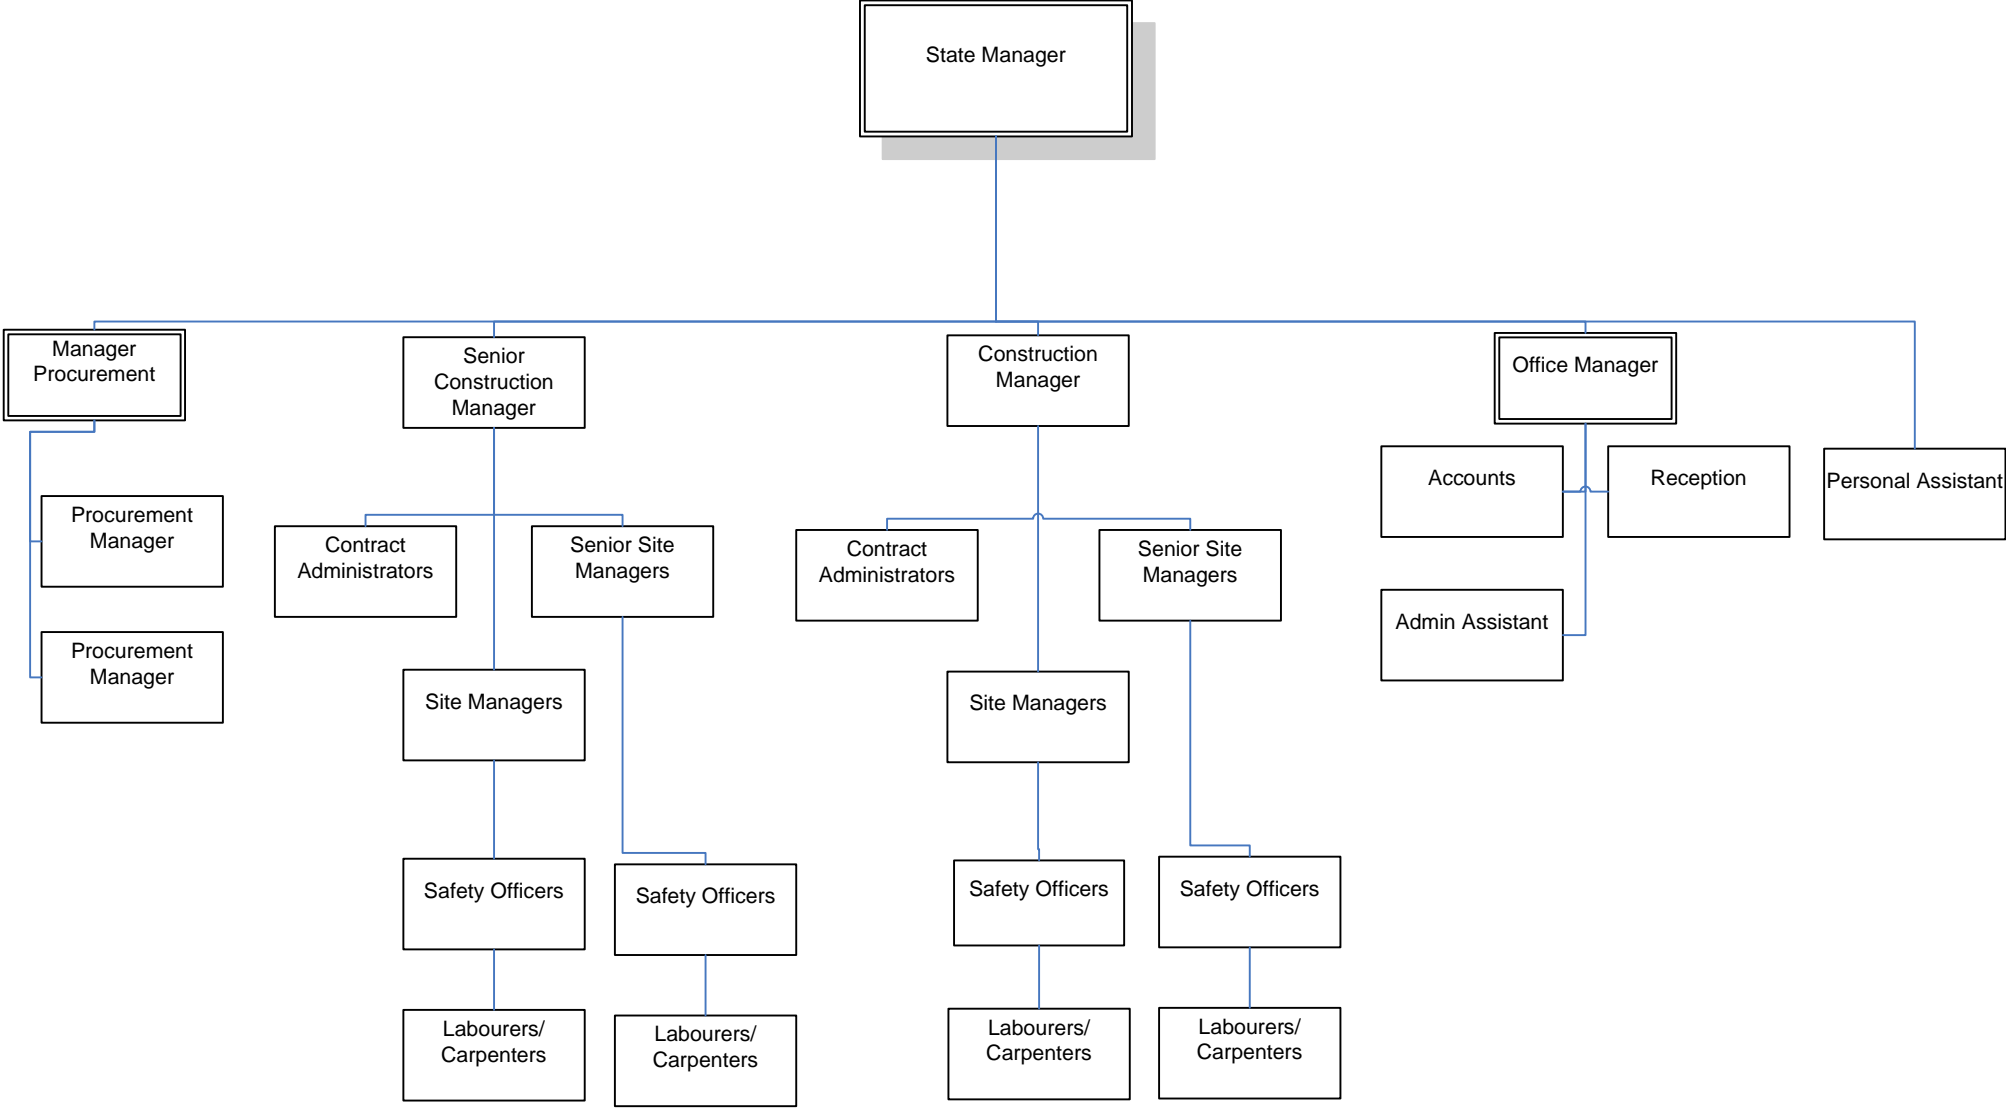 State Manager
Manager
Procurement
Senior
Construction
Manager
Construction
Manager
Office Manager
Accounts
Reception
Personal Assistant
Procurement
Manager
Contract
Administrators
Senior Site
Managers
Contract
Administrators
Senior Site
Managers
Admin Assistant
Procurement
Manager
Site Managers
Site Managers
Safety Officers
Safety Officers
Safety Officers
Safety Officers
Labourers/
Carpenters
Labourers/
Carpenters
Labourers/
Carpenters
Labourers/
Carpenters